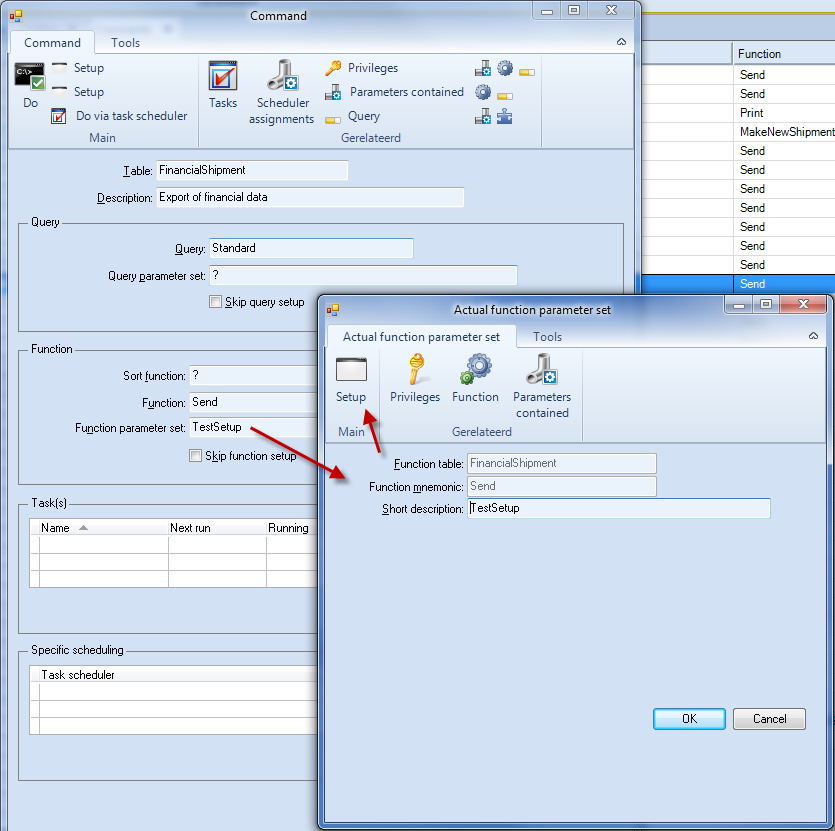 Command
Command Tools
Setup
Setup
Do
Do via task scheduler
Main
Tasks
Scheduler
assignments
Privileges
Parameters contained
Query
Gerelateerd
Table: FinancialShipment
Description: Export of financial data
Query
Query: Standard
Query parameter set: ?
Skip query setup
Function
Sort function: ?
Function: Send
Function parameter set: TestSetup
Skip function setup
Task(s)
Name Next run Running
Specific scheduling
Task scheduler
Function
Send
Send
Print
MakeNewShipment
Send
Send
Send
Send
Send
Send
Send
Send
Actual function parameter set
Actual function parameter set Tools
Setup
Main
Privileges
Function
Parameters
contained
Gerelateerd
Function table: FinancialShipment
Function mnemonic: Send
Short description: TestSetup
OK Cancel